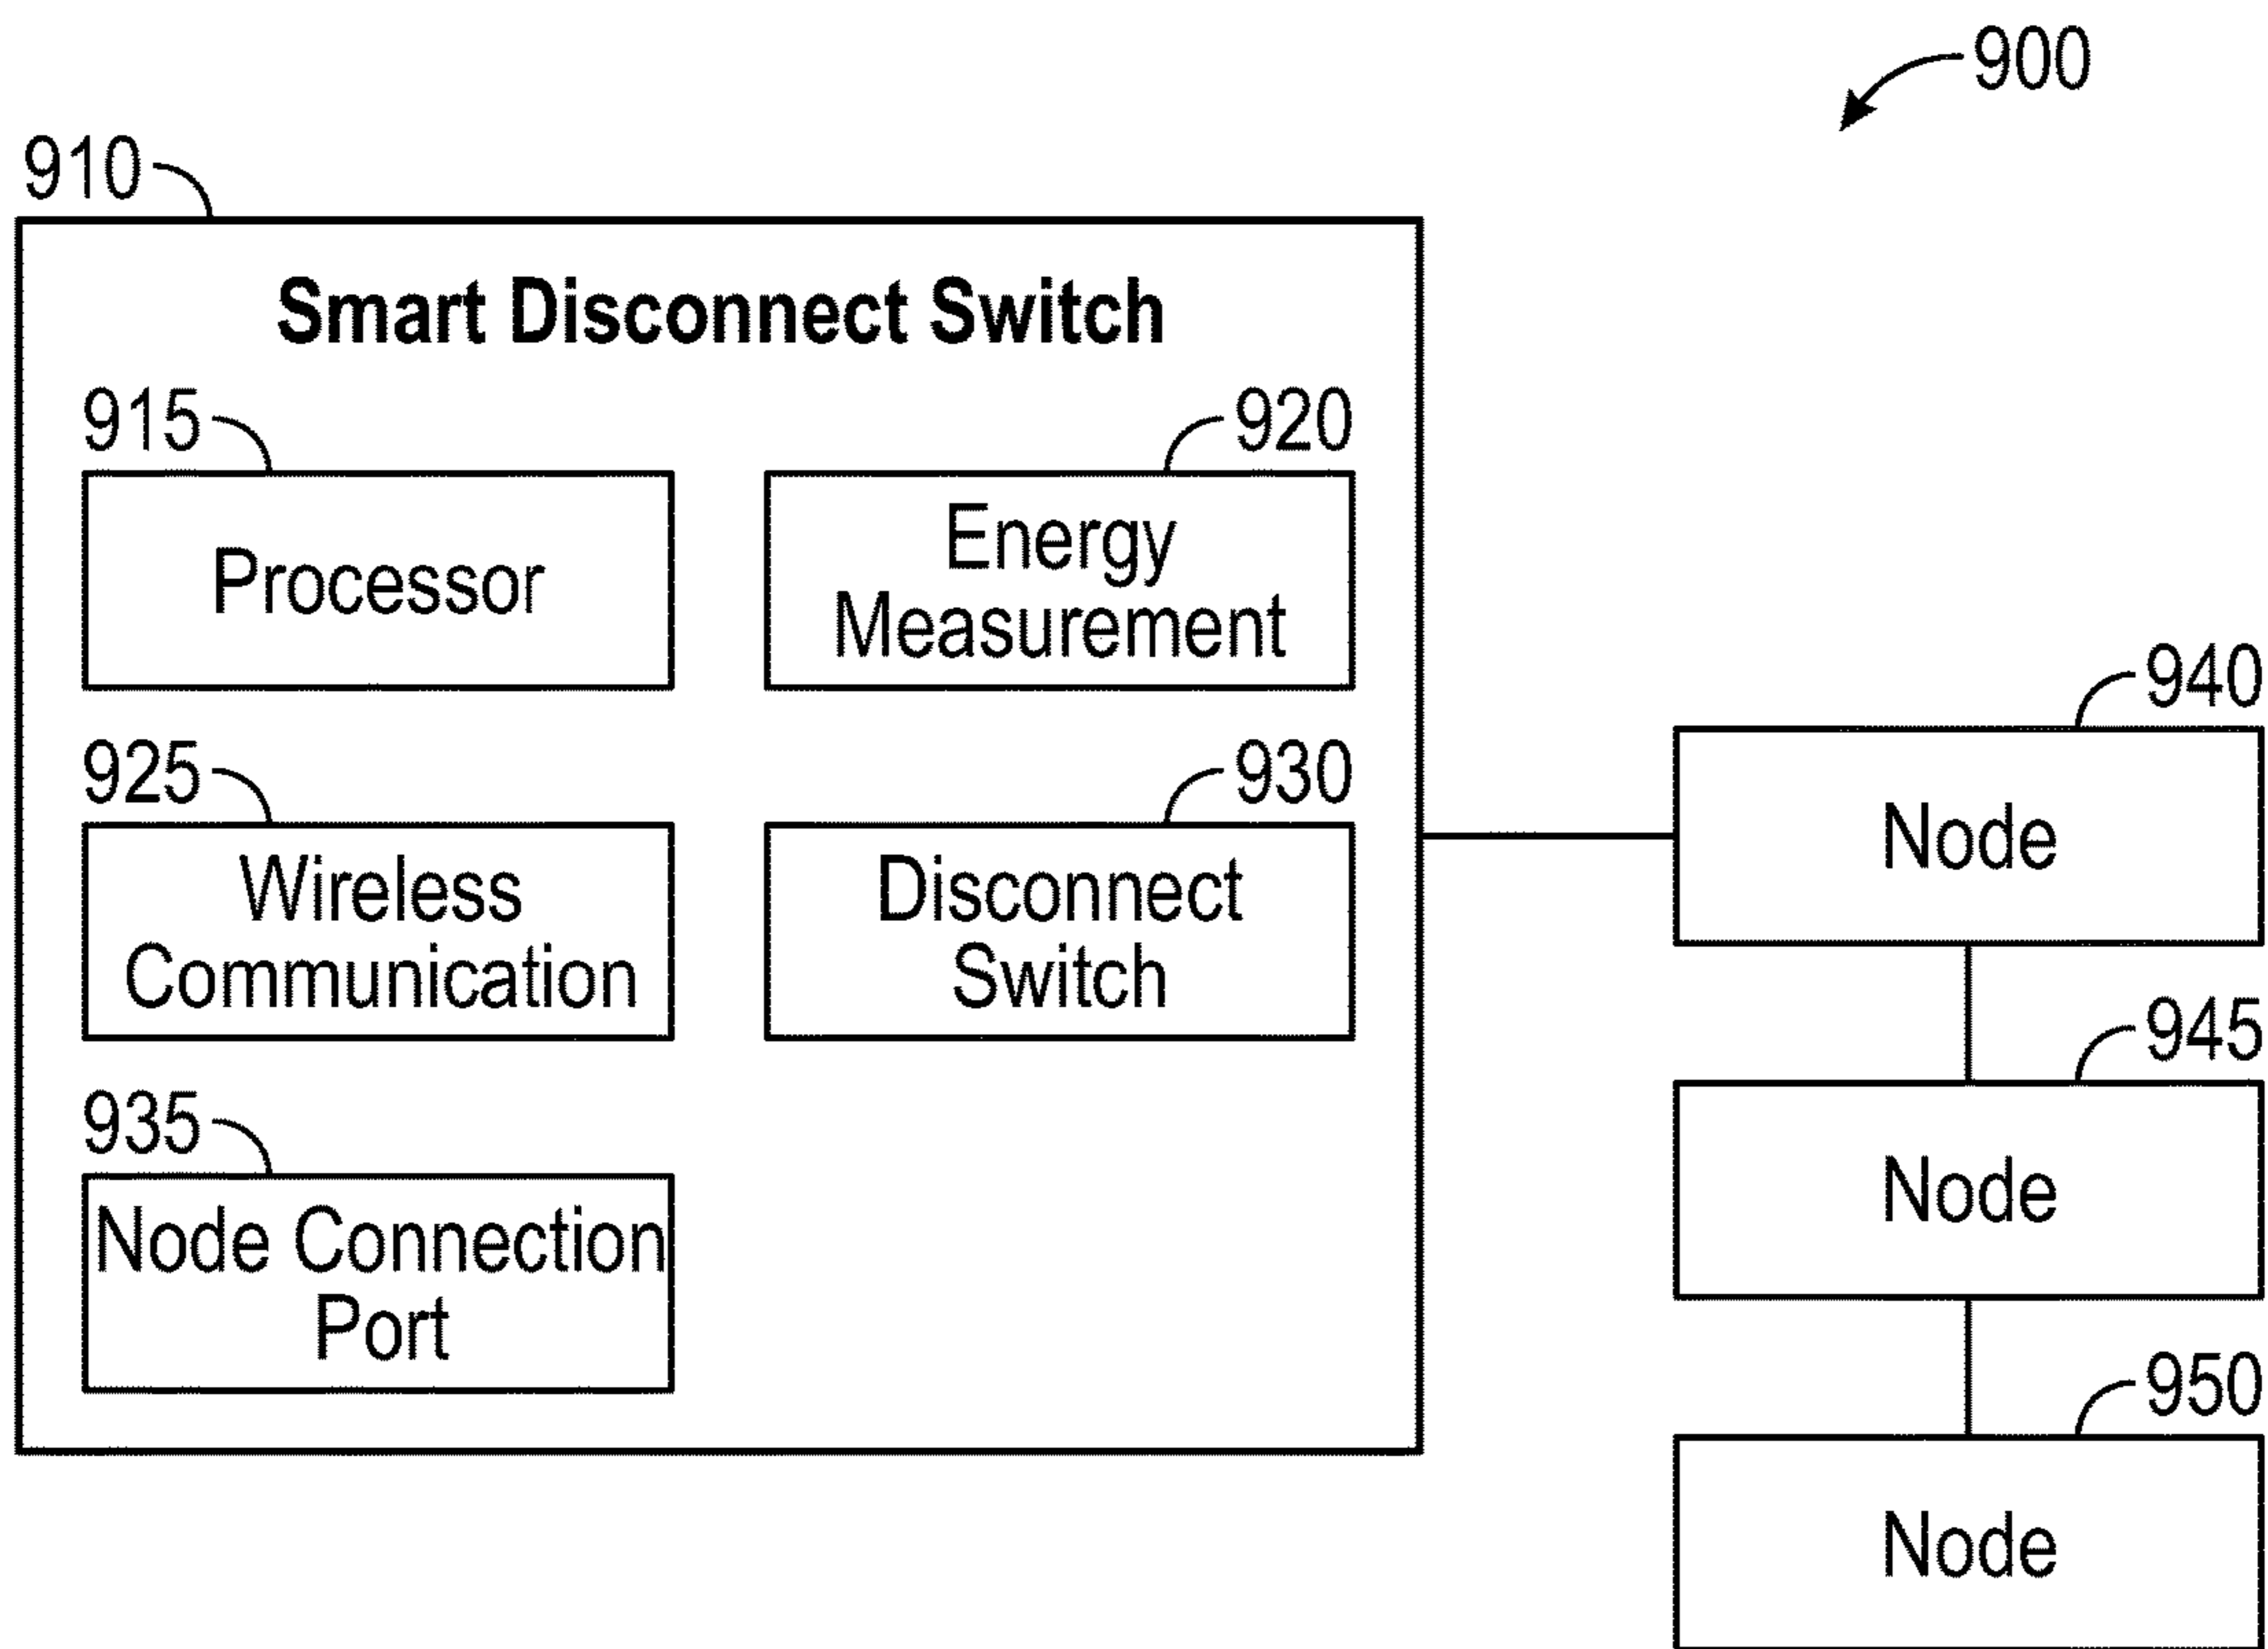 900
910
Smart Disconnect Switch
915
920
Processor
Energy
Measurement
925
930
Wireless
Communication
Disconnect
Switch
935
Node Connection
Port
940
Node
945
Node
950
Node